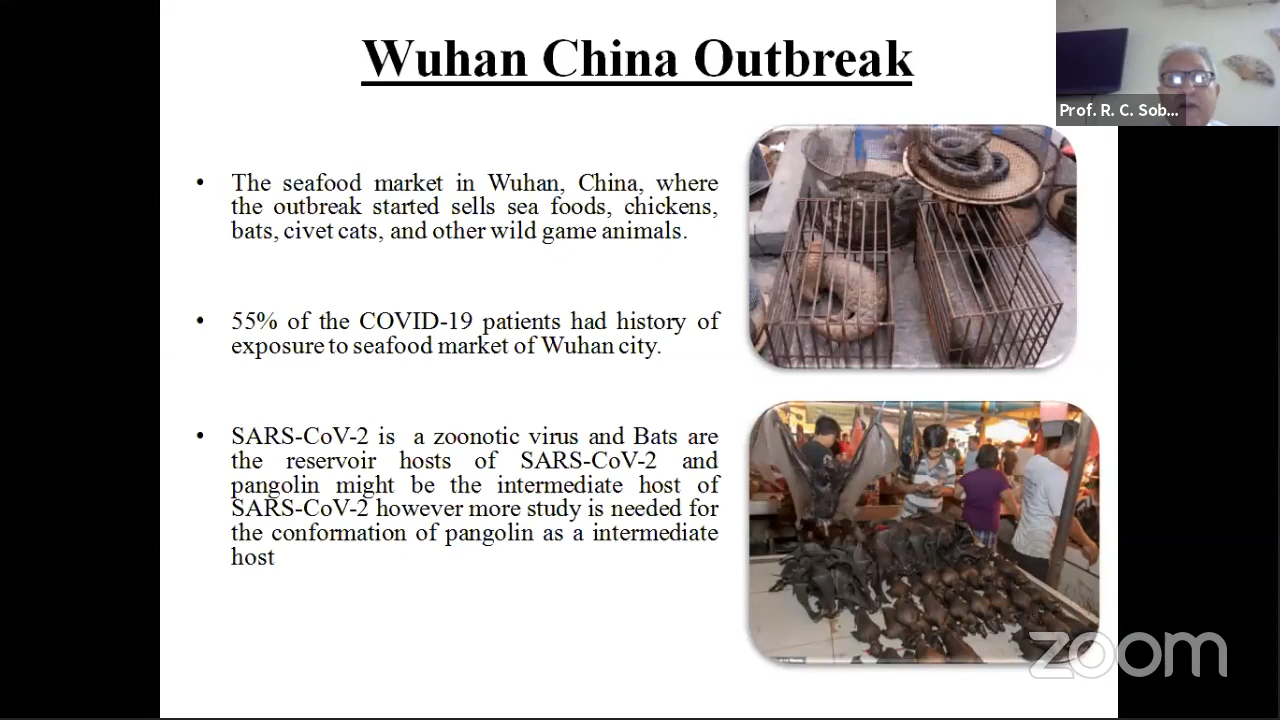 Wuhan China Outbreak
Prof. R. C. Sob...
• The seafood market in Wuhan, China, where
the outbreak started sells sea foods, chickens,
bats, civet cats, and other wild game animals.
• 55% of the COVID-19 patients had history of
exposure to seafood market of Wuhan city.
• SARS-CoV-2 is a zoonotic virus and Bats are
the reservoir hosts of SARS-CoV-2 and
pangolin might be the intermediate host of
SARS-CoV-2 however more study is needed for
the conformation of pangolin as a intermediate
host
zoom